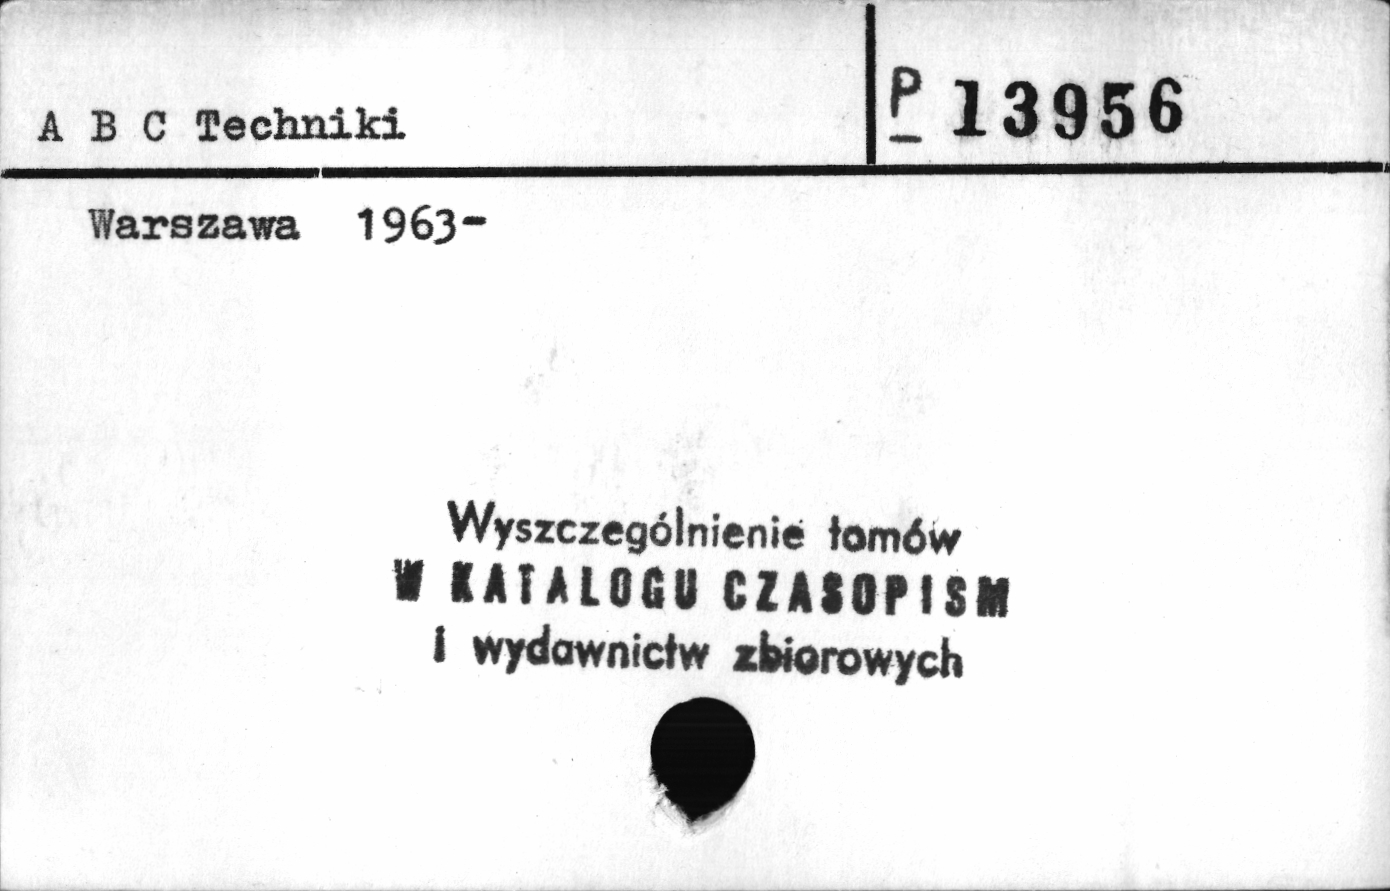 A B C Techniki
P 13956
Warszawa 1963-
Wyszczególnienie tomów
W KATALOGU CZASOPISM
i wydawnictw zbiorowych